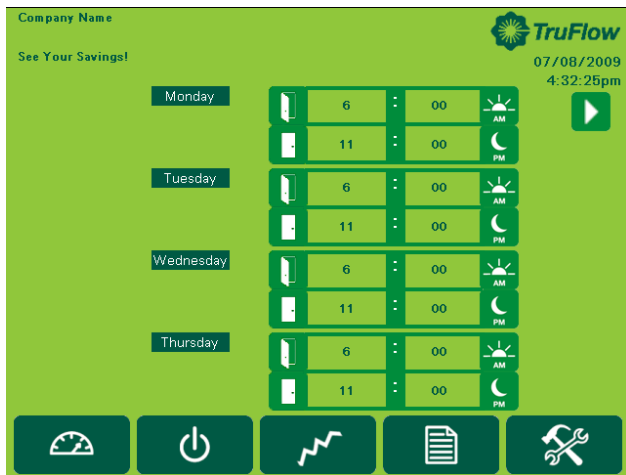 Company Name
TruFlow
See Your Savings!
07/08/2009
4:32:25pm
Monday
6 : 00 AM
11 : 00 PM
Tuesday
6 : 00 AM
11 : 00 PM
Wednesday
6 : 00 AM
11 : 00 PM
Thursday
6 : 00 AM
11 : 00 PM